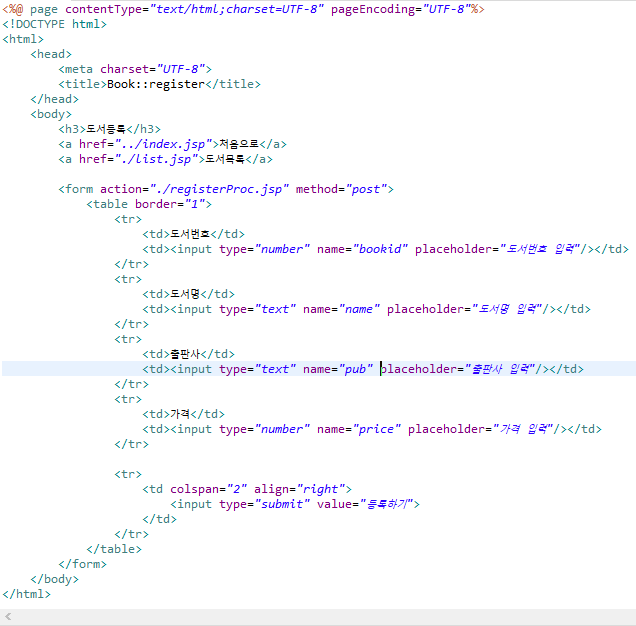 <%@ page contentType="text/html;charset=UTF-8" pageEncoding="UTF-8"%>
<!DOCTYPE html>
<html>
    <head>
        <meta charset="UTF-8">
        <title>Book::register</title>
    </head>
    <body>
        <h3>도서등록</h3>
        <a href="../index.jsp">처음으로</a>
        <a href="./list.jsp">도서목록</a>

        <form action="./registerProc.jsp" method="post">
            <table border="1">
                <tr>
                    <td>도서번호</td>
                    <td><input type="number" name="bookid" placeholder="도서번호 입력"/></td>
                </tr>
                <tr>
                    <td>도서명</td>
                    <td><input type="text" name="name" placeholder="도서명 입력"/></td>
                </tr>
                <tr>
                    <td>출판사</td>
                    <td><input type="text" name="pub" placeholder="출판사 입력"/></td>
                </tr>
                <tr>
                    <td>가격</td>
                    <td><input type="number" name="price" placeholder="가격 입력"/></td>
                </tr>

                <tr>
                    <td colspan="2" align="right">
                        <input type="submit" value="등록하기">
                    </td>
                </tr>
            </table>
        </form>
    </body>
</html>